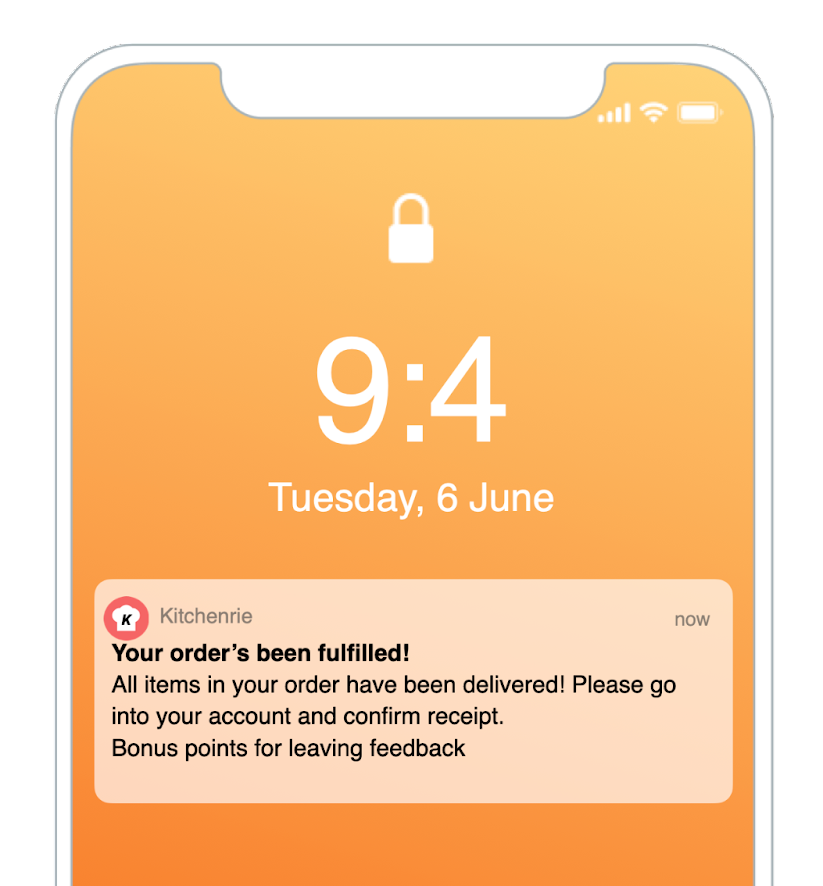 9:4
Tuesday, 6 June
K
Kitchenrie
now
Your order’s been fulfilled!
All items in your order have been delivered! Please go
into your account and confirm receipt.
Bonus points for leaving feedback